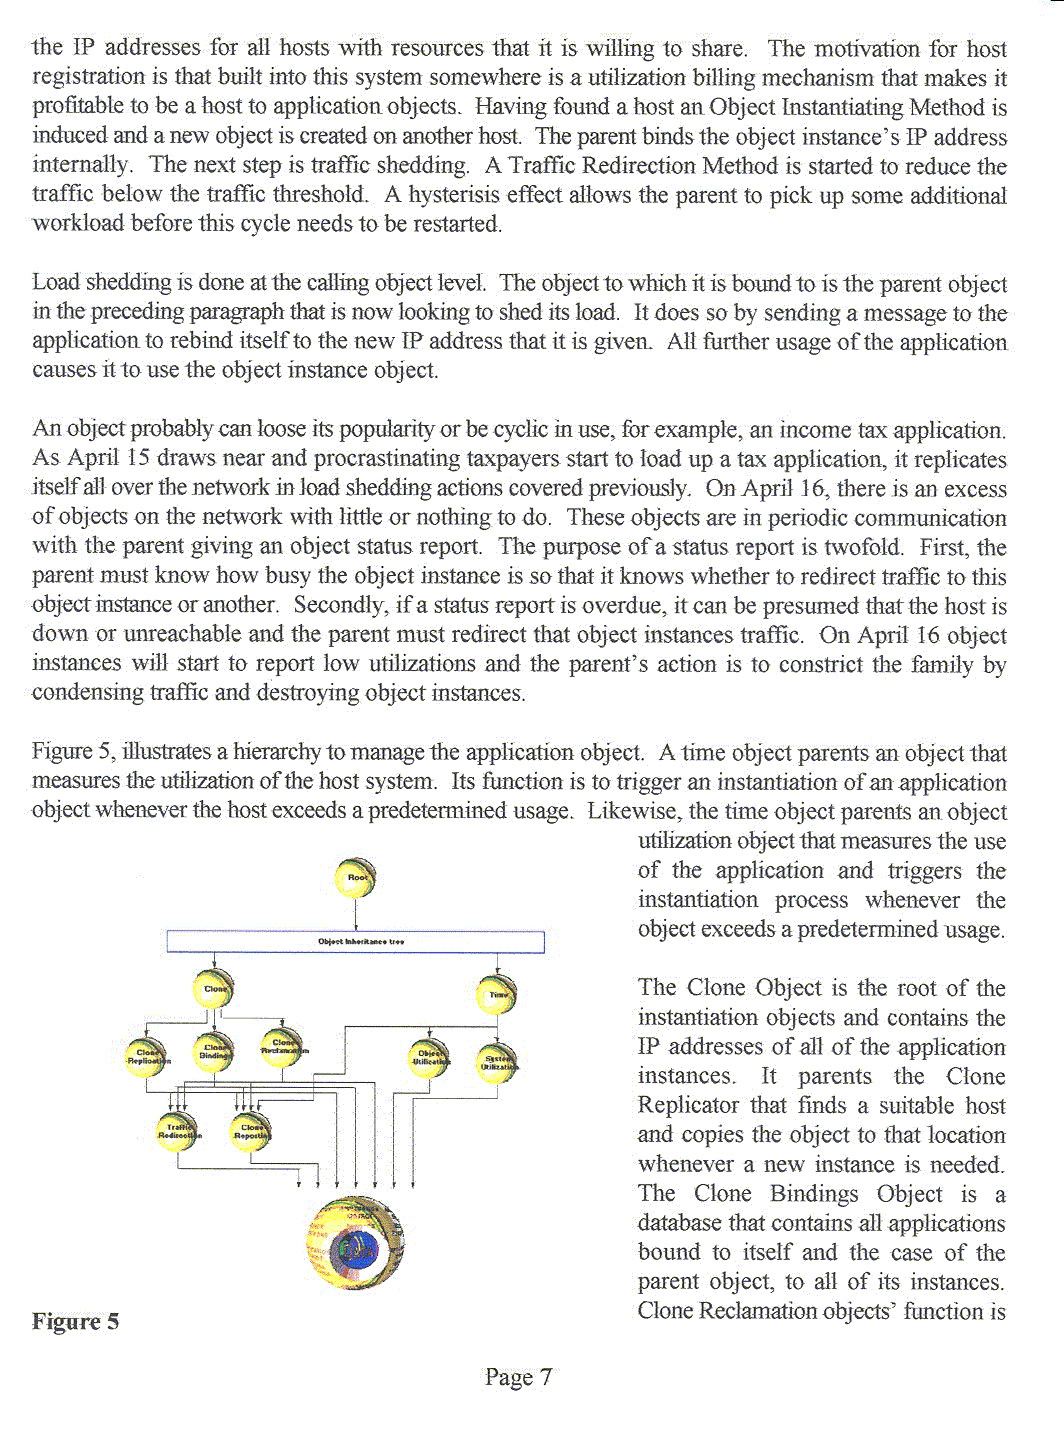 the IP addresses for all hosts with resources that it is willing to share. The motivation for host
registration is that built into this system somewhere is a utilization billing mechanism that makes it
profitable to be a host to application objects. Having found a host an Object Instantiating Method is
induced and a new object is created on another host. The parent binds the object instance's IP address
internally. The next step is traffic shedding. A Traffic Redirection Method is started to reduce the
traffic below the traffic threshold. A hysterisis effect allows the parent to pick up some additional
workload before this cycle needs to be restarted.
Load shedding is done at the calling object level. The object to which it is bound to is the parent object
in the preceding paragraph that is now looking to shed its load. It does so by sending a message to the
application to rebind itself to the new IP address that it is given. All further usage of the application
causes it to use the object instance object.
An object probably can loose its popularity or be cyclic in use, for example, an income tax application.
As April 15 draws near and procrastinating taxpayers start to load up a tax application, it replicates
itself all over the network in load shedding actions covered previously. On April 16, there is an excess
of objects on the network with little or nothing to do. These objects are in periodic communication
with the parent giving an object status report. The purpose of a status report is twofold. First, the
parent must know how busy the object instance is so that it knows whether to redirect traffic to this
object instance or another. Secondly, if a status report is overdue, it can be presumed that the host is
down or unreachable and the parent must redirect that object instances traffic. On April 16 object
instances will start to report low utilizations and the parent's action is to constrict the family by
condensing traffic and destroying object instances.
Figure 5, illustrates a hierarchy to manage the application object. A time object parents an object that
measures the utilization of the host system. Its function is to trigger an instantiation of an application
object whenever the host exceeds a predetermined usage. Likewise, the time object parents an object
utilization object that measures the use
of the application and triggers the
instantiation process whenever the
object exceeds a predetermined usage.
The Clone Object is the root of the
instantiation objects and contains the
IP addresses of all of the application
instances. It parents the Clone
Replicator that finds a suitable host
and copies the object to that location
whenever a new instance is needed.
The Clone Bindings Object is a
database that contains all applications
bound to itself and the case of the
parent object, to all of its instances.
Clone Reclamation objects' function is
Root
Object Inheritance tree
Clone
Time
Clone
Replication
Clone
Bindings
Clone
Reclamation
Object
Utilization
System
Utilization
Traffic
Redirection
Clone
Reporting
Figure 5
Page 7